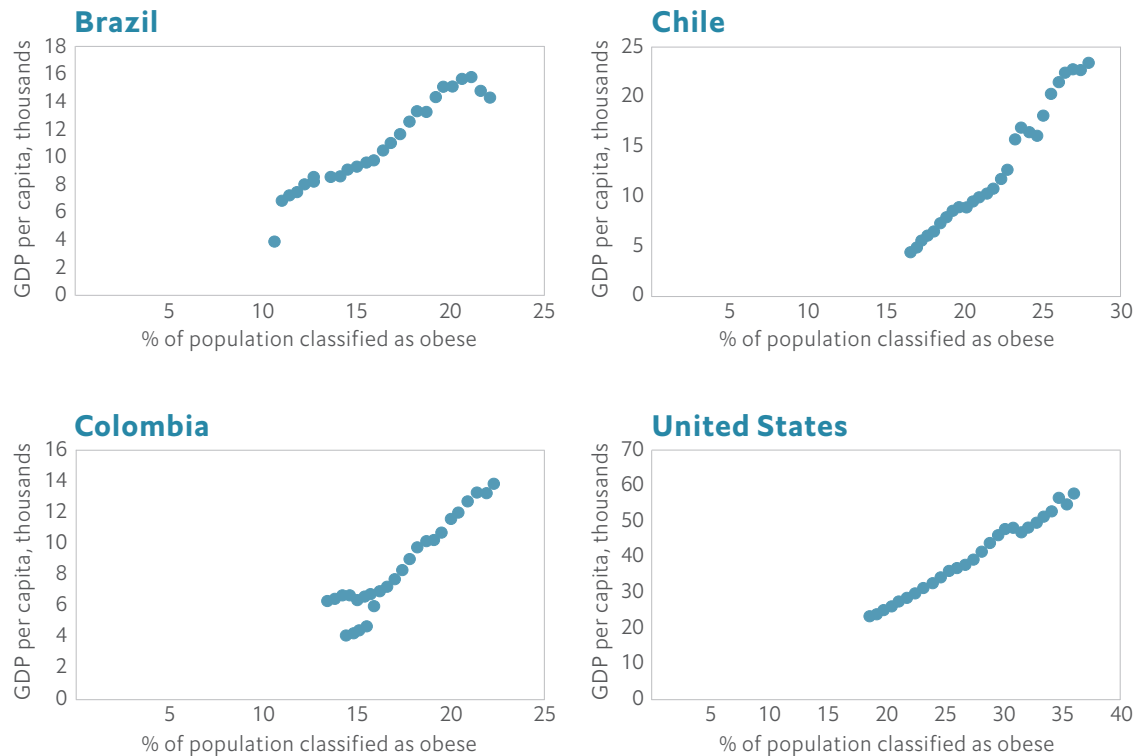 Brazil
GDP per capita, thousands
18
16
14
12
10
8
6
4
2
0
5 10 15 20 25
% of population classified as obese
Chile
GDP per capita, thousands
25
20
15
10
5
0
5 10 15 20 25 30
% of population classified as obese
Colombia
GDP per capita, thousands
16
14
12
10
8
6
4
2
0
5 10 15 20 25
% of population classified as obese
United States
GDP per capita, thousands
70
60
50
40
30
20
10
0
5 10 15 20 25 30 35 40
% of population classified as obese